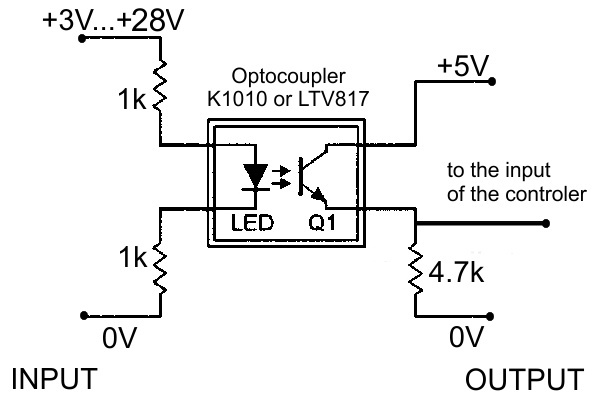 +3V...+28V
1k
Optocoupler
K1010 or LTV817
+5V
to the input
of the controler
LED
Q1
1k
4.7k
0V
0V
INPUT
OUTPUT